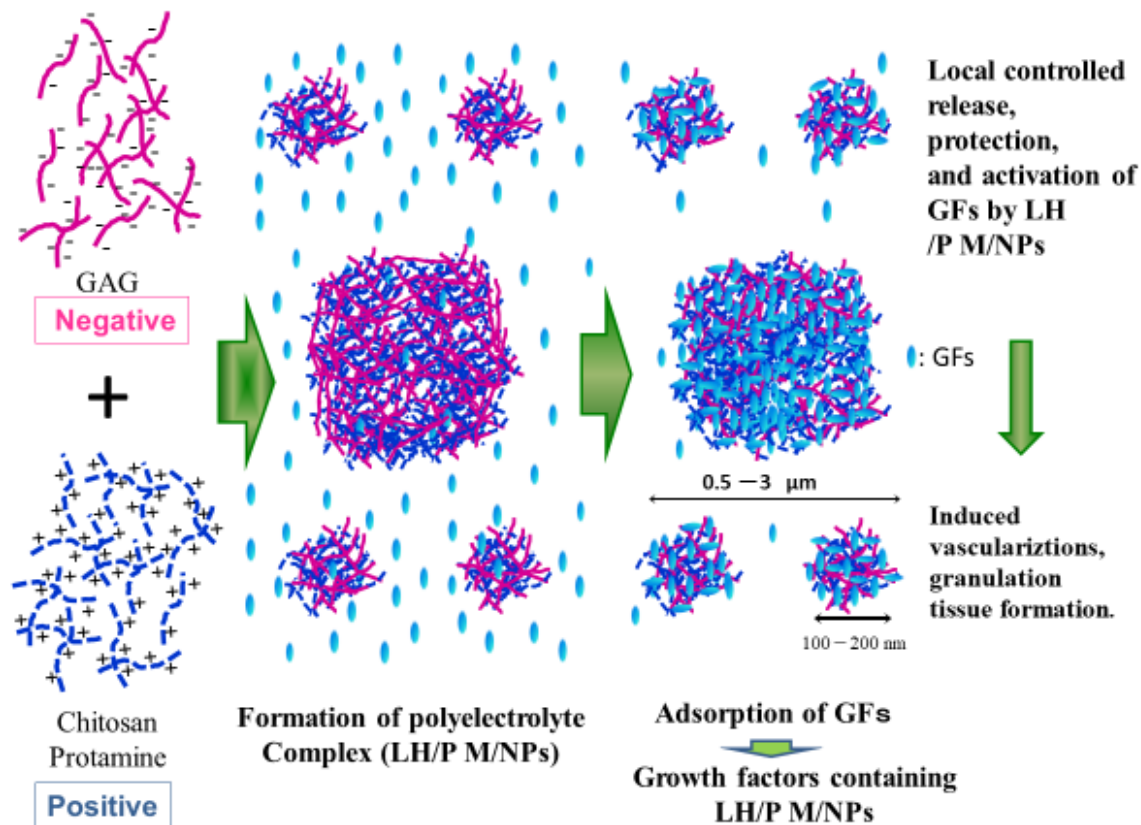 GAG
Negative
+
Chitosan
Protamine
Positive
Formation of polyelectrolyte
Complex (LH/P M/NPs)
0.5－3 μm
100－200 nm
Adsorption of GFs
Growth factors containing
LH/P M/NPs
: GFs
Local controlled
release,
protection,
and activation of
GFs by LH
/P M/NPs
Induced
vasculariztions,
granulation
tissue formation.